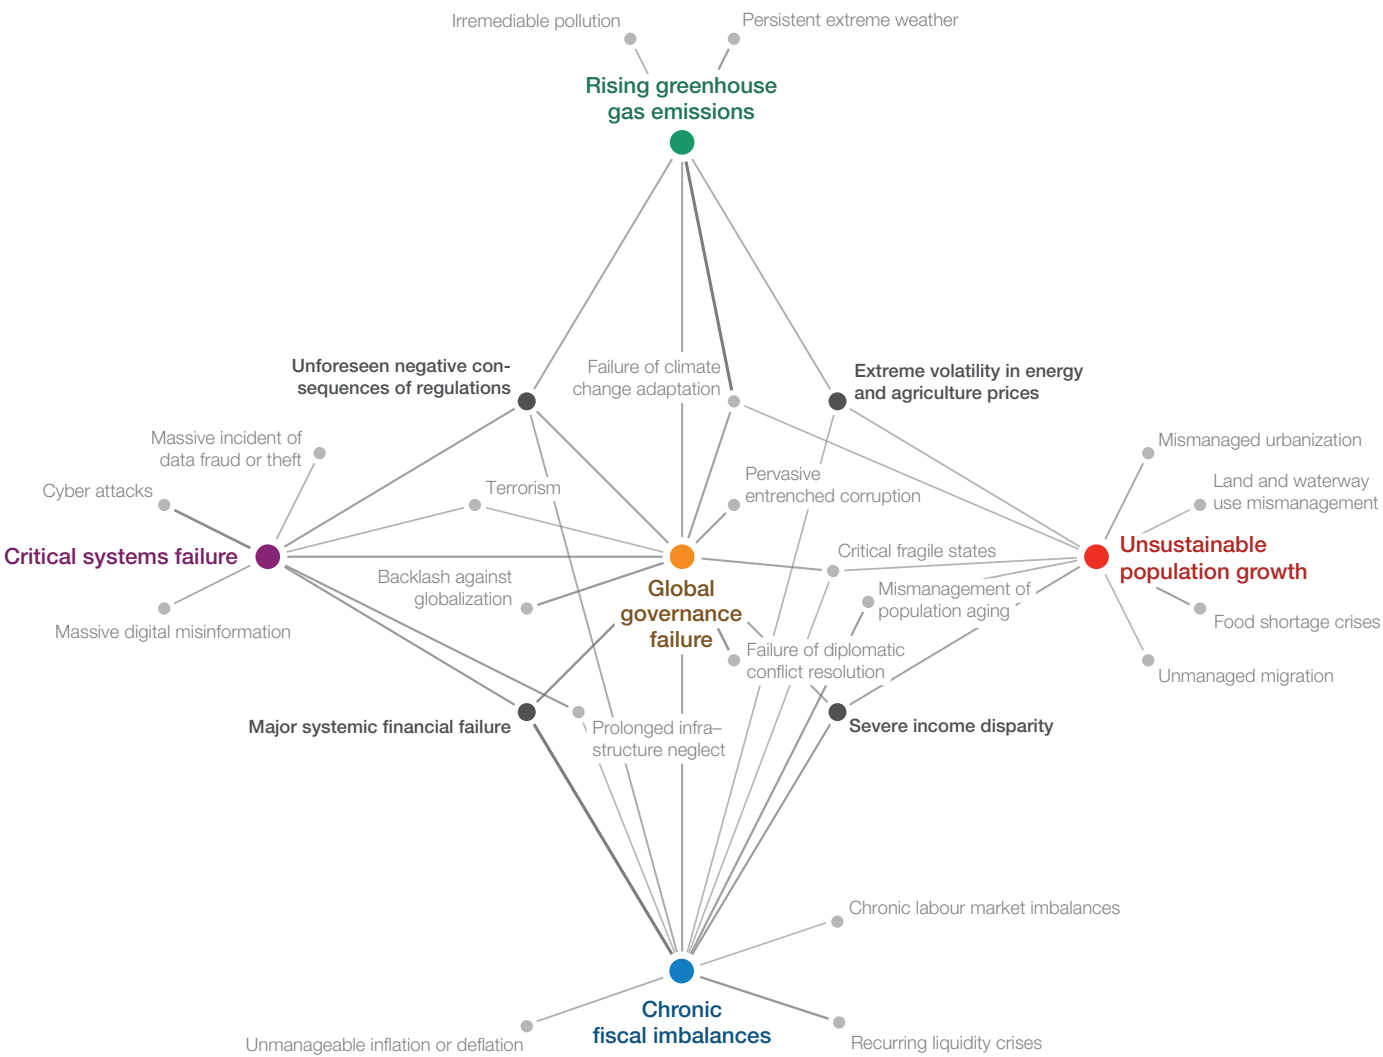 Irremediable pollution
Persistent extreme weather
Rising greenhouse
gas emissions
Unforeseen negative con-
sequences of regulations
Failure of climate
change adaptation
Extreme volatility in energy
and agriculture prices
Massive incident of
data fraud or theft
Mismanaged urbanization
Cyber attacks
Terrorism
Pervasive
entrenched corruption
Land and waterway
use mismanagement
Critical systems failure
Critical fragile states
Unsustainable
population growth
Backlash against
globalization
Global
governance
failure
Mismanagement of
population aging
Massive digital misinformation
Food shortage crises
Failure of diplomatic
conflict resolution
Unmanaged migration
Major systemic financial failure
Prolonged infra–
structure neglect
Severe income disparity
Chronic labour market imbalances
Chronic
fiscal imbalances
Unmanageable inflation or deflation
Recurring liquidity crises